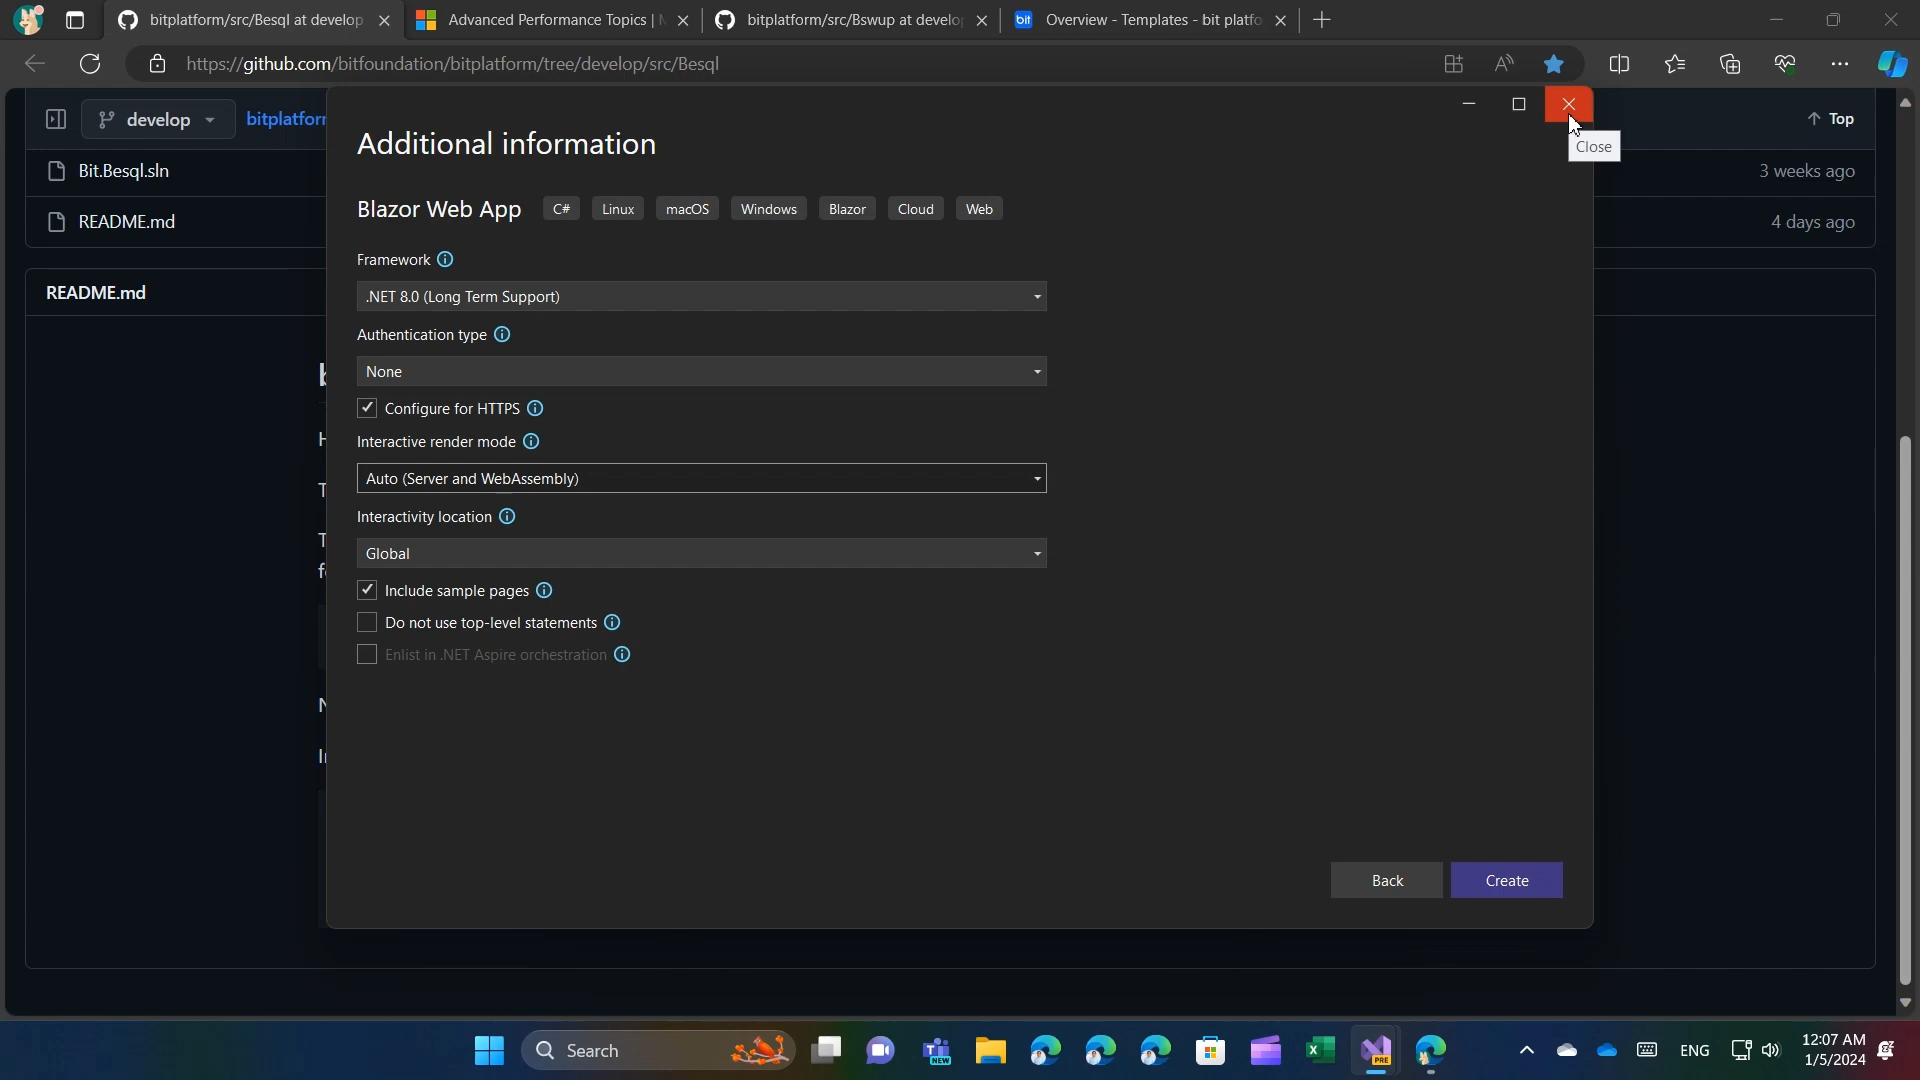 bitplatform/src/Besql at develop
Advanced Performance Topics |
bitplatform/src/Bswup at develo
Overview - Templates - bit platfo
https://github.com/bitfoundation/bitplatform/tree/develop/src/Besql
develop
bitplatform
Top
Bit.Besql.sln
3 weeks ago
README.md
4 days ago
README.md
Close
Additional information
Blazor Web App
C#
Linux
macOS
Windows
Blazor
Cloud
Web
Framework
.NET 8.0 (Long Term Support)
Authentication type
None
Configure for HTTPS
Interactive render mode
Auto (Server and WebAssembly)
Interactivity location
Global
Include sample pages
Do not use top-level statements
Enlist in .NET Aspire orchestration
Back
Create
Search
NEW
PRE
ENG
12:07 AM
1/5/2024